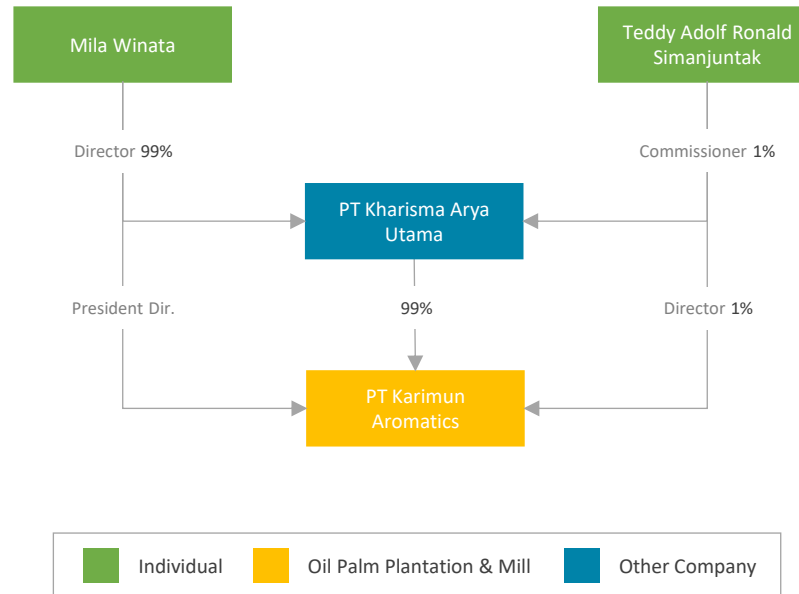 Mila Winata
Teddy Adolf Ronald
Simanjuntak
Director 99%
Commissioner 1%
PT Kharisma Arya
Utama
President Dir.
99%
Director 1%
PT Karimun
Aromatics
Individual
Oil Palm Plantation & Mill
Other Company